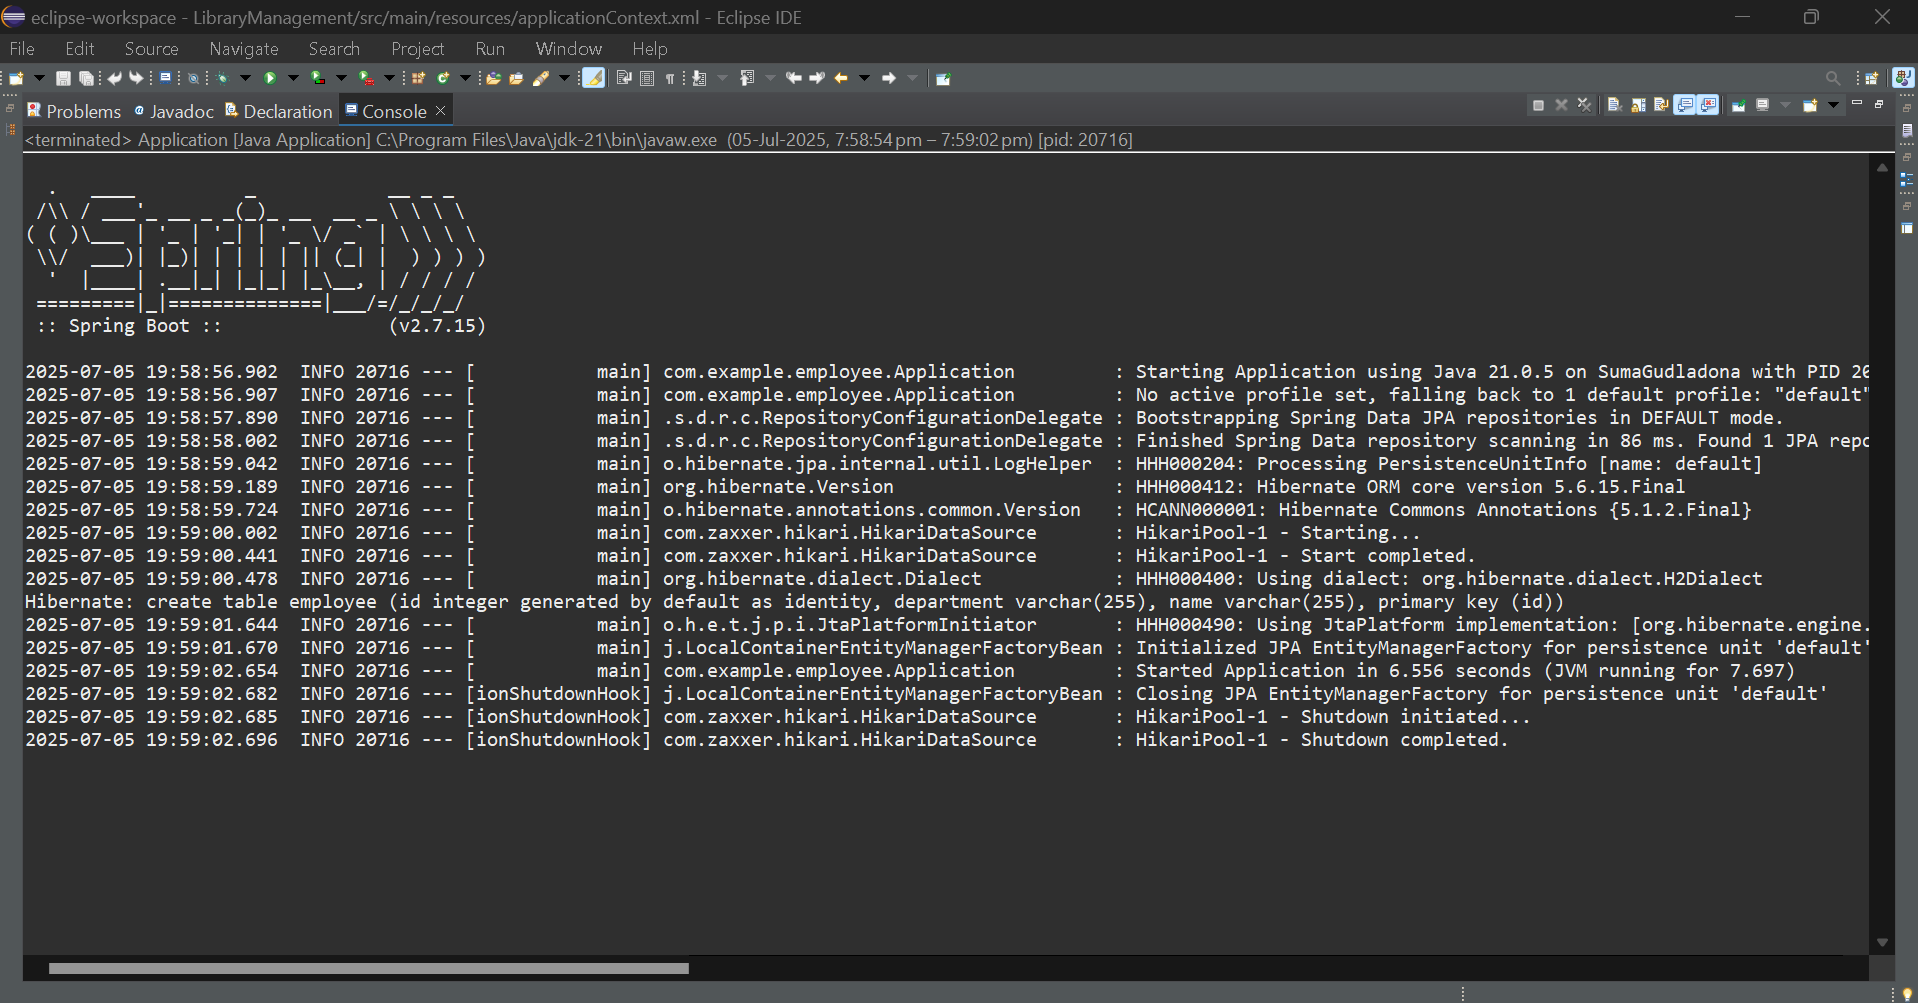 eclipse-workspace - LibraryManagement/src/main/resources/applicationContext.xml - Eclipse IDE
File Edit Source Navigate Search Project Run Window Help
Problems @ Javadoc Declaration Console
<terminated> Application [Java Application] C:\Program Files\Java\jdk-21\bin\javaw.exe (05-Jul-2025, 7:58:54 pm – 7:59:02 pm) [pid: 20716]
  .   ____          _            __ _ _
 /\\ / ___'_ __ _ _(_)_ __  __ _ \ \ \ \
( ( )\___ | '_ | '_| | '_ \/ _` | \ \ \ \
 \\/  ___)| |_)| | | | | || (_| |  ) ) ) )
  '  |____| .__|_| |_|_| |_\__, | / / / /
 =========|_|==============|___/=/_/_/_/
 :: Spring Boot ::               (v2.7.15)
2025-07-05 19:58:56.902  INFO 20716 --- [           main] com.example.employee.Application         : Starting Application using Java 21.0.5 on SumaGudladona with PID 20
2025-07-05 19:58:56.907  INFO 20716 --- [           main] com.example.employee.Application         : No active profile set, falling back to 1 default profile: "default"
2025-07-05 19:58:57.890  INFO 20716 --- [           main] .s.d.r.c.RepositoryConfigurationDelegate : Bootstrapping Spring Data JPA repositories in DEFAULT mode.
2025-07-05 19:58:58.002  INFO 20716 --- [           main] .s.d.r.c.RepositoryConfigurationDelegate : Finished Spring Data repository scanning in 86 ms. Found 1 JPA repo
2025-07-05 19:58:59.042  INFO 20716 --- [           main] o.hibernate.jpa.internal.util.LogHelper  : HHH000204: Processing PersistenceUnitInfo [name: default]
2025-07-05 19:58:59.189  INFO 20716 --- [           main] org.hibernate.Version                    : HHH000412: Hibernate ORM core version 5.6.15.Final
2025-07-05 19:58:59.724  INFO 20716 --- [           main] o.hibernate.annotations.common.Version   : HCANN000001: Hibernate Commons Annotations {5.1.2.Final}
2025-07-05 19:59:00.002  INFO 20716 --- [           main] com.zaxxer.hikari.HikariDataSource       : HikariPool-1 - Starting...
2025-07-05 19:59:00.441  INFO 20716 --- [           main] com.zaxxer.hikari.HikariDataSource       : HikariPool-1 - Start completed.
2025-07-05 19:59:00.478  INFO 20716 --- [           main] org.hibernate.dialect.Dialect            : HHH000400: Using dialect: org.hibernate.dialect.H2Dialect
Hibernate: create table employee (id integer generated by default as identity, department varchar(255), name varchar(255), primary key (id))
2025-07-05 19:59:01.644  INFO 20716 --- [           main] o.h.e.t.j.p.i.JtaPlatformInitiator       : HHH000490: Using JtaPlatform implementation: [org.hibernate.engine.
2025-07-05 19:59:01.670  INFO 20716 --- [           main] j.LocalContainerEntityManagerFactoryBean : Initialized JPA EntityManagerFactory for persistence unit 'default'
2025-07-05 19:59:02.654  INFO 20716 --- [           main] com.example.employee.Application         : Started Application in 6.556 seconds (JVM running for 7.697)
2025-07-05 19:59:02.682  INFO 20716 --- [ionShutdownHook] j.LocalContainerEntityManagerFactoryBean : Closing JPA EntityManagerFactory for persistence unit 'default'
2025-07-05 19:59:02.685  INFO 20716 --- [ionShutdownHook] com.zaxxer.hikari.HikariDataSource       : HikariPool-1 - Shutdown initiated...
2025-07-05 19:59:02.696  INFO 20716 --- [ionShutdownHook] com.zaxxer.hikari.HikariDataSource       : HikariPool-1 - Shutdown completed.